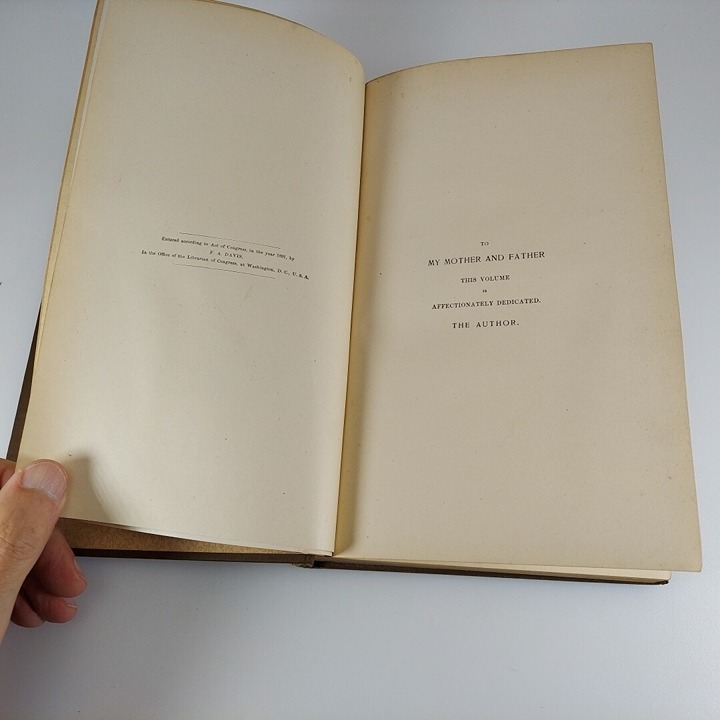 Entered according to Act of Congress, in the year 1897, by
F. A. DAVIS,
In the Office of the Librarian of Congress, at Washington, D. C., U. S. A.
TO
MY MOTHER AND FATHER
THIS VOLUME
IS
AFFECTIONATELY DEDICATED.
THE AUTHOR.